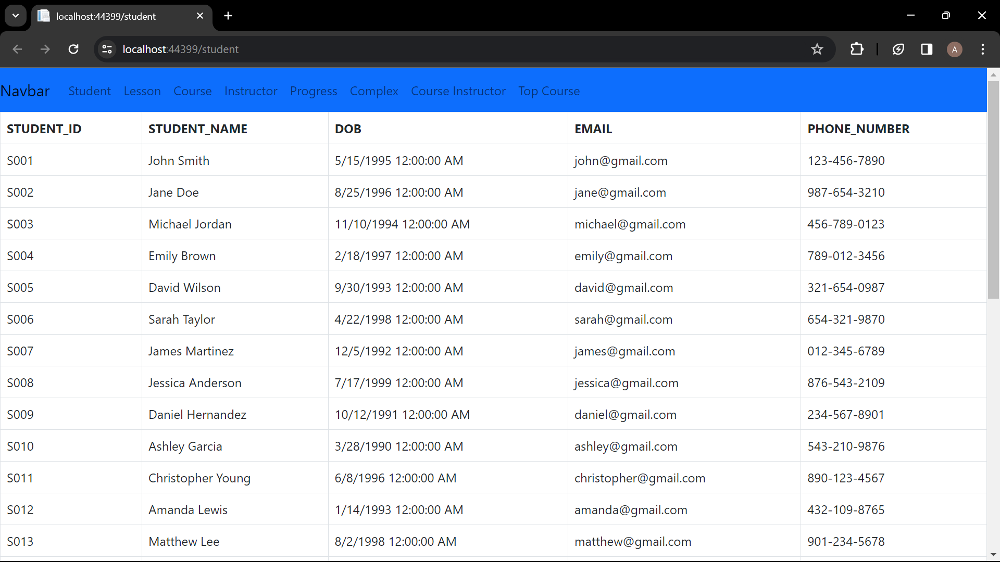 localhost:44399/student
localhost:44399/student
A
Navbar Student Lesson Course Instructor Progress Complex Course Instructor Top Course
STUDENT_ID STUDENT_NAME DOB EMAIL PHONE_NUMBER
S001 John Smith 5/15/1995 12:00:00 AM john@gmail.com 123-456-7890
S002 Jane Doe 8/25/1996 12:00:00 AM jane@gmail.com 987-654-3210
S003 Michael Jordan 11/10/1994 12:00:00 AM michael@gmail.com 456-789-0123
S004 Emily Brown 2/18/1997 12:00:00 AM emily@gmail.com 789-012-3456
S005 David Wilson 9/30/1993 12:00:00 AM david@gmail.com 321-654-0987
S006 Sarah Taylor 4/22/1998 12:00:00 AM sarah@gmail.com 654-321-9870
S007 James Martinez 12/5/1992 12:00:00 AM james@gmail.com 012-345-6789
S008 Jessica Anderson 7/17/1999 12:00:00 AM jessica@gmail.com 876-543-2109
S009 Daniel Hernandez 10/12/1991 12:00:00 AM daniel@gmail.com 234-567-8901
S010 Ashley Garcia 3/28/1990 12:00:00 AM ashley@gmail.com 543-210-9876
S011 Christopher Young 6/8/1996 12:00:00 AM christopher@gmail.com 890-123-4567
S012 Amanda Lewis 1/14/1993 12:00:00 AM amanda@gmail.com 432-109-8765
S013 Matthew Lee 8/2/1998 12:00:00 AM matthew@gmail.com 901-234-5678